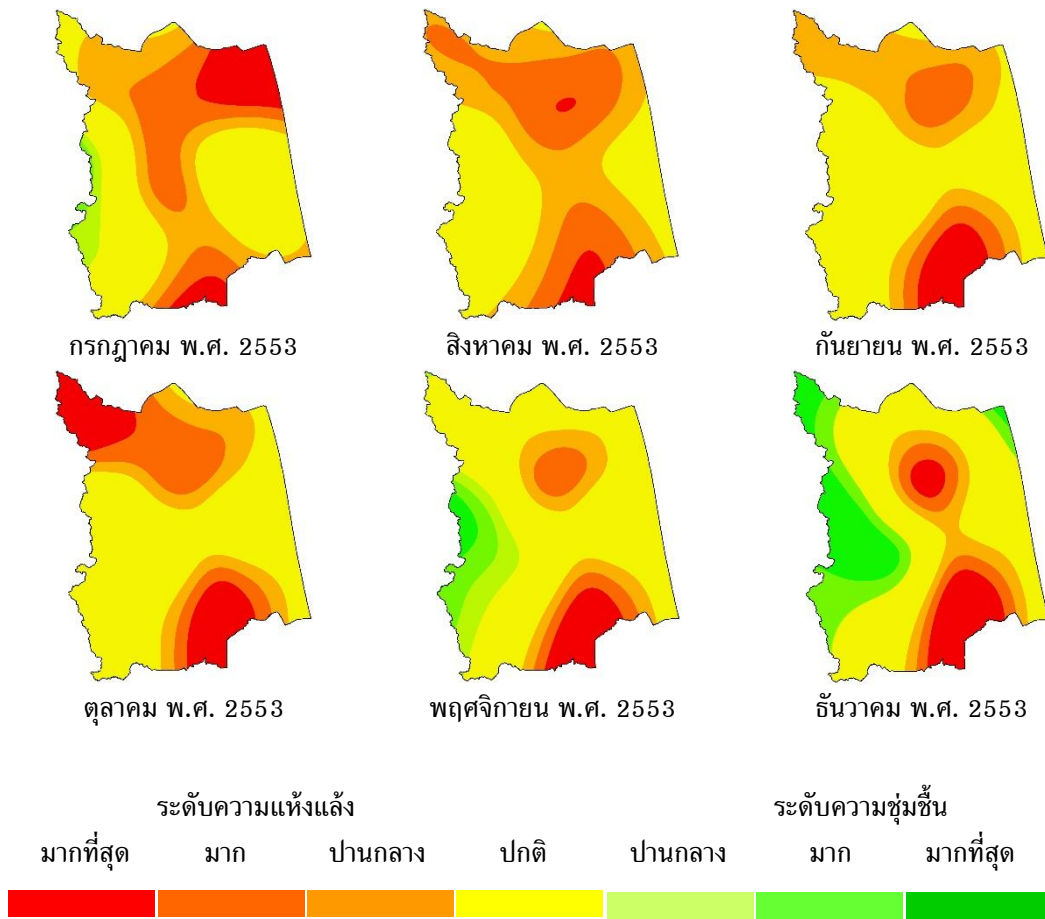 กรกฎาคม พ.ศ. 2553
สิงหาคม พ.ศ. 2553
กันยายน พ.ศ. 2553
ตุลาคม พ.ศ. 2553
พฤศจิกายน พ.ศ. 2553
ธันวาคม พ.ศ. 2553
ระดับความแห้งแล้ง
ระดับความชุ่มชื้น
มากที่สุด มาก ปานกลาง ปกติ ปานกลาง มาก มากที่สุด